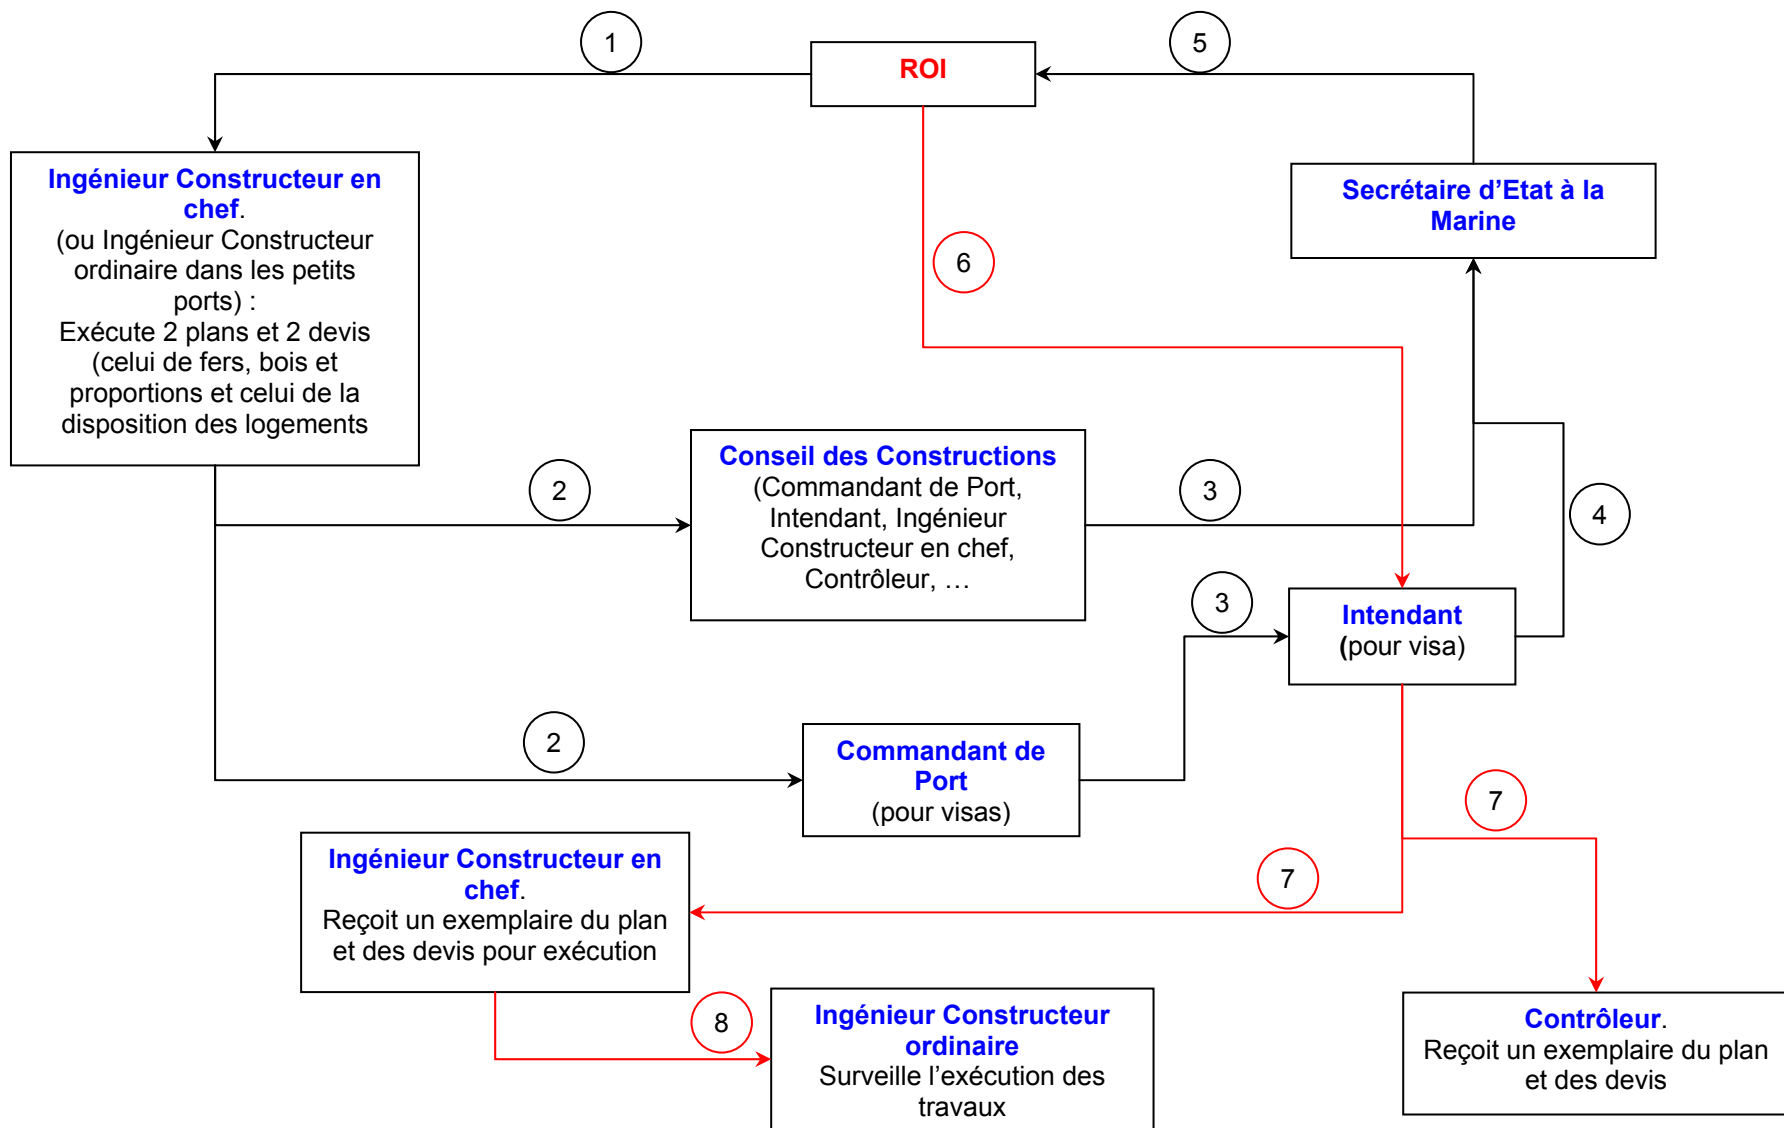 1
ROI
5
Ingénieur Constructeur en
chef.
(ou Ingénieur Constructeur
ordinaire dans les petits
ports) :
Exécute 2 plans et 2 devis
(celui de fers, bois et
proportions et celui de la
disposition des logements
Secrétaire d’Etat à la
Marine
6
2
Conseil des Constructions
(Commandant de Port,
Intendant, Ingénieur
Constructeur en chef,
Contrôleur, …
3
4
3
Intendant
(pour visa)
2
Commandant de
Port
(pour visas)
7
7
Ingénieur Constructeur en
chef.
Reçoit un exemplaire du plan
et des devis pour exécution
8
Ingénieur Constructeur
ordinaire
Surveille l’exécution des
travaux
Contrôleur.
Reçoit un exemplaire du plan
et des devis